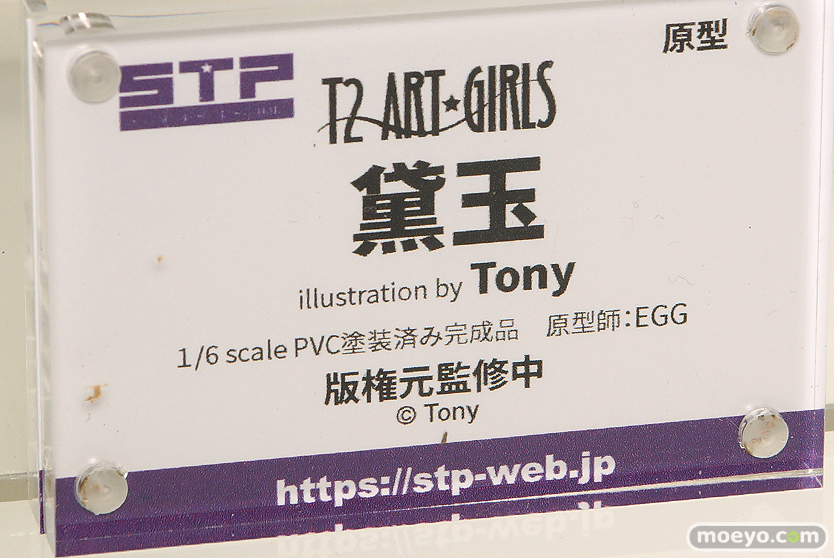 原型
STP
T2 ART★GIRLS
黛玉
illustration by Tony
1/6 scale PVC塗装済み完成品 原型師:EGG
版権元監修中
© Tony
https://stp-web.jp
moeyo.com